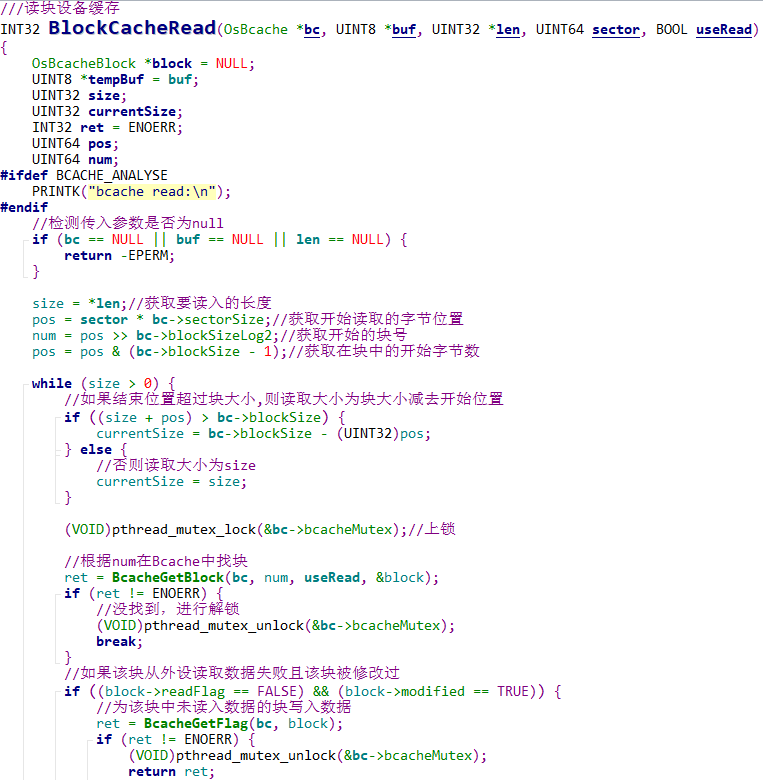 ///读块设备缓存
INT32 BlockCacheRead(OsBcache *bc, UINT8 *buf, UINT32 *len, UINT64 sector, BOOL useRead)
{
    OsBcacheBlock *block = NULL;
    UINT8 *tempBuf = buf;
    UINT32 size;
    UINT32 currentSize;
    INT32 ret = ENOERR;
    UINT64 pos;
    UINT64 num;
#ifdef BCACHE_ANALYSE
    PRINTK("bcache read:\n");
#endif
    //检测传入参数是否为null
    if (bc == NULL || buf == NULL || len == NULL) {
        return -EPERM;
    }

    size = *len;//获取要读入的长度
    pos = sector * bc->sectorSize;//获取开始读取的字节位置
    num = pos >> bc->blockSizeLog2;//获取开始的块号
    pos = pos & (bc->blockSize - 1);//获取在块中的开始字节数

    while (size > 0) {
        //如果结束位置超过块大小,则读取大小为块大小减去开始位置
        if ((size + pos) > bc->blockSize) {
            currentSize = bc->blockSize - (UINT32)pos;
        } else {
            //否则读取大小为size
            currentSize = size;
        }

        (VOID)pthread_mutex_lock(&bc->bcacheMutex);//上锁

        //根据num在Bcache中找块
        ret = BcacheGetBlock(bc, num, useRead, &block);
        if (ret != ENOERR) {
            //没找到，进行解锁
            (VOID)pthread_mutex_unlock(&bc->bcacheMutex);
            break;
        }
        //如果该块从外设读取数据失败且该块被修改过
        if ((block->readFlag == FALSE) && (block->modified == TRUE)) {
            //为该块中未读入数据的块写入数据
            ret = BcacheGetFlag(bc, block);
            if (ret != ENOERR) {
                (VOID)pthread_mutex_unlock(&bc->bcacheMutex);
                return ret;